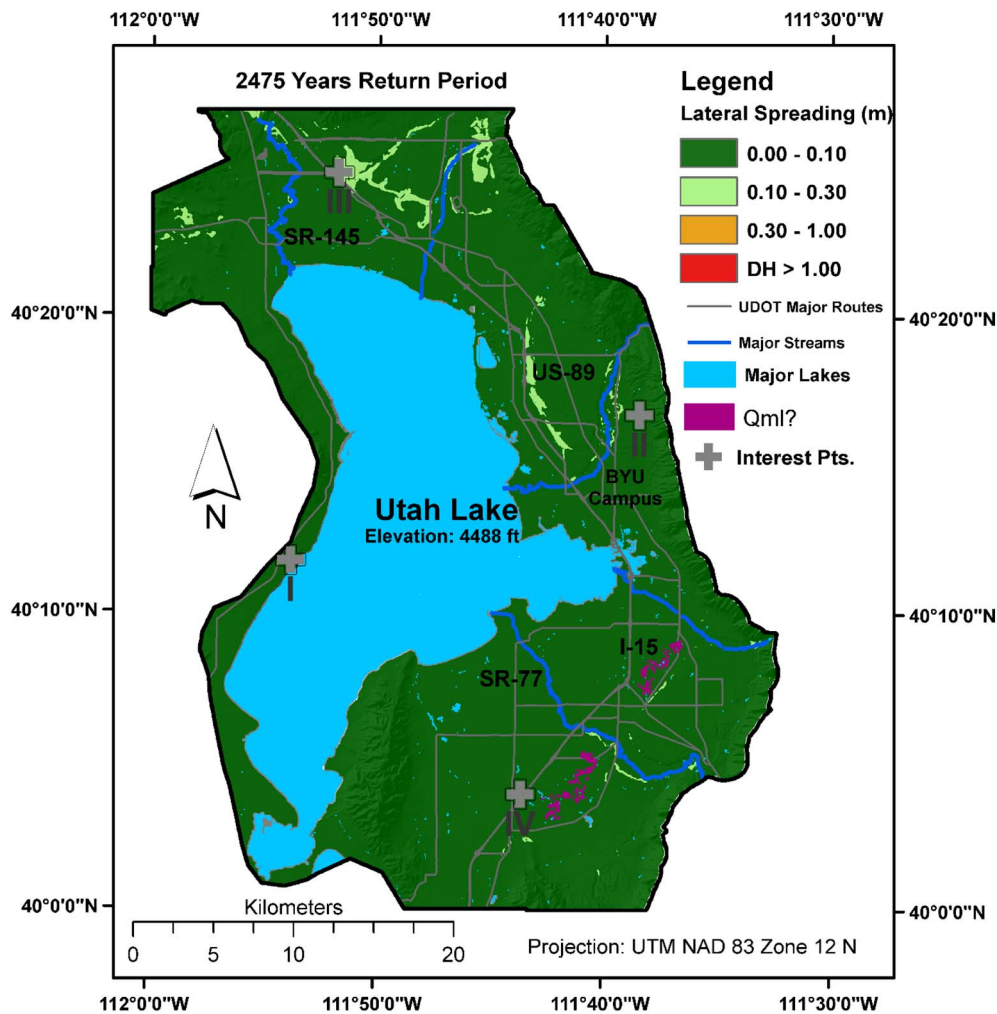 112°0'0"W 111°50'0"W 111°40'0"W 111°30'0"W
2475 Years Return Period
Legend
Lateral Spreading (m)
0.00 - 0.10
0.10 - 0.30
0.30 - 1.00
DH > 1.00
UDOT Major Routes
Major Streams
Major Lakes
Qml?
Interest Pts.
III
SR-145
40°20'0"N 40°20'0"N
US-89
II
BYU
Campus
N
Utah Lake
Elevation: 4488 ft
I
40°10'0"N 40°10'0"N
I-15
SR-77
IV
40°0'0"N 40°0'0"N
Kilometers
0 5 10 20
Projection: UTM NAD 83 Zone 12 N
112°0'0"W 111°50'0"W 111°40'0"W 111°30'0"W